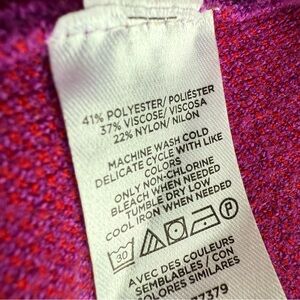 41% POLYESTER/POLIÉSTER
37% VISCOSE/VISCOSA
22% NYLON/NILÓN
MACHINE WASH COLD
DELICATE CYCLE WITH LIKE
COLORS
ONLY NON-CHLORINE
BLEACH WHEN NEEDED
TUMBLE DRY LOW
COOL IRON WHEN NEEDED
30
P
AVEC DES COULEURS
SEMBLABLES / CON
COLORES SIMILARES
7379